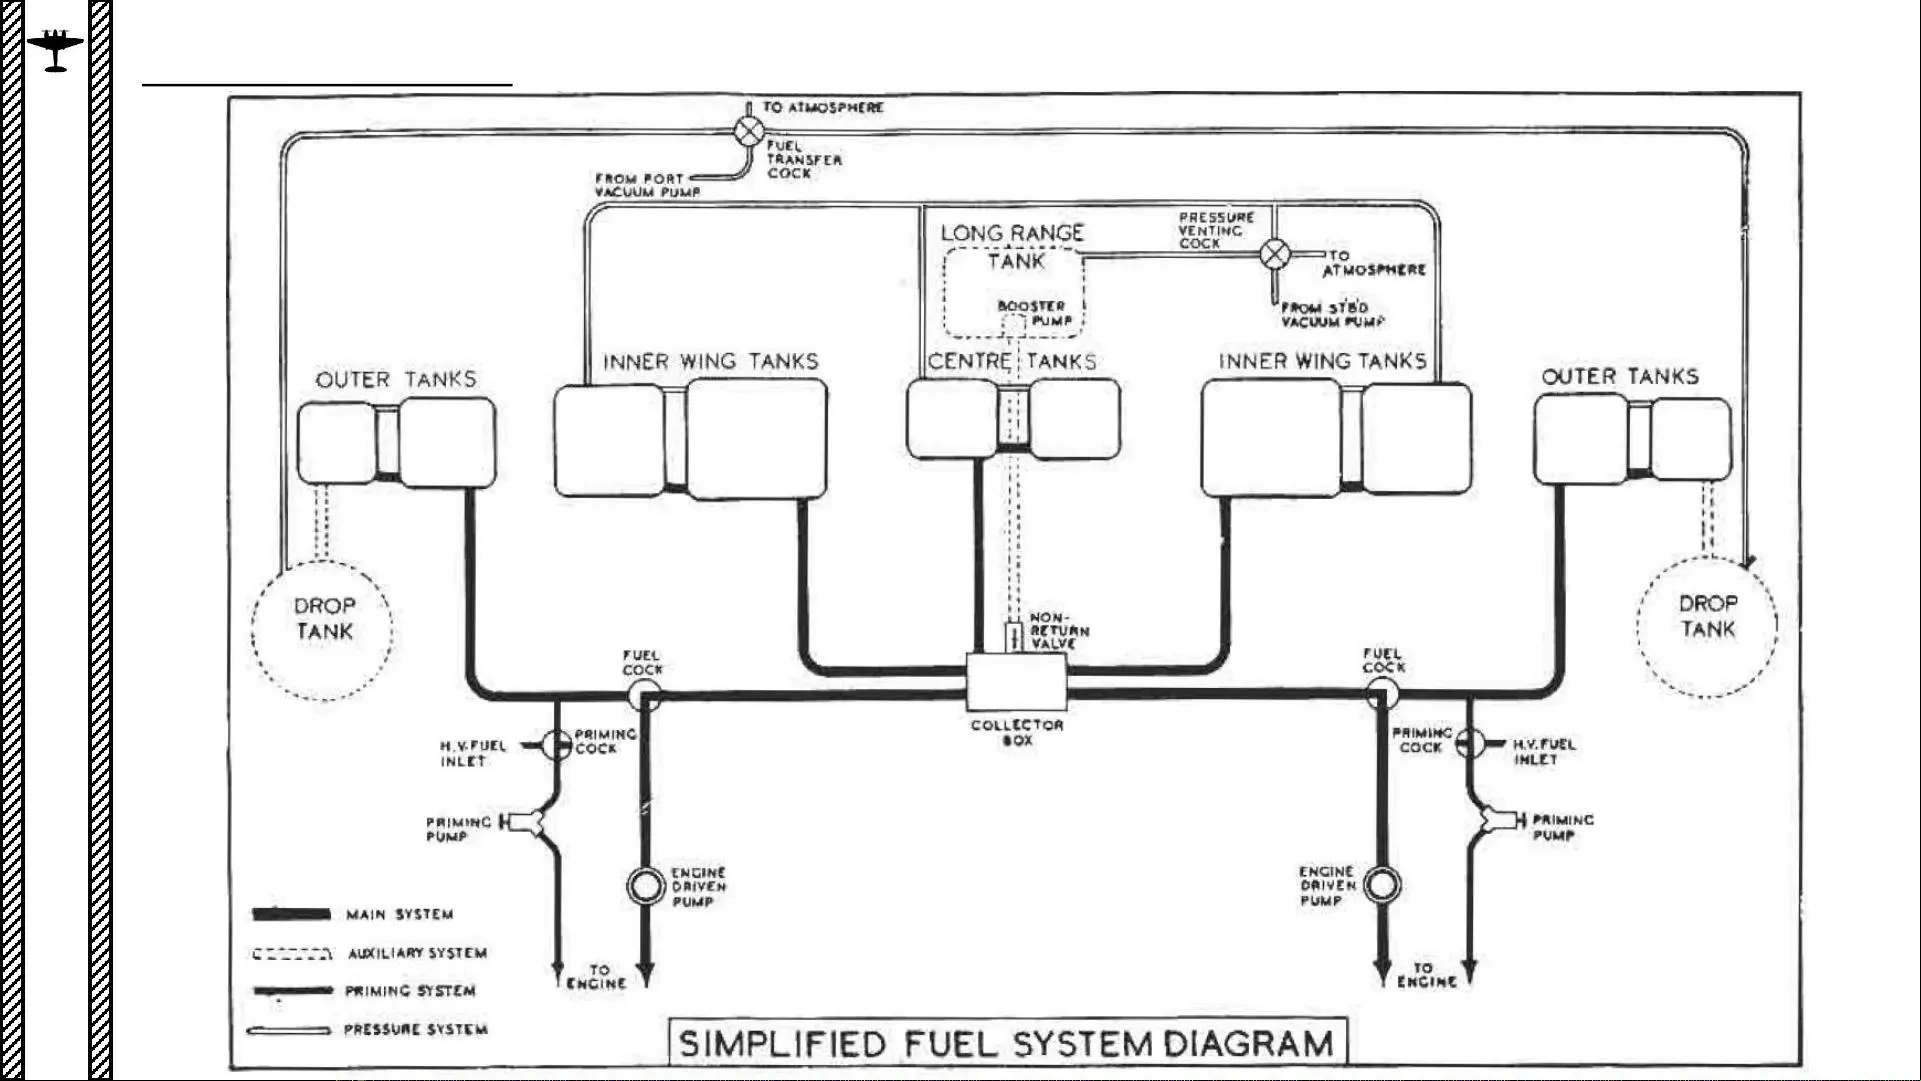 TO ATMOSPHERE
FUEL
TRANSFER
COCK
FROM PORT
VACUUM PUMP
PRESSURE
VENTING
COCK
LONG RANGE
TANK
TO
ATMOSPHERE
BOOSTER
PUMP
FROM ST'B'D
VACUUM PUMP
OUTER TANKS
INNER WING TANKS
CENTRE TANKS
INNER WING TANKS
OUTER TANKS
DROP
TANK
NON-
RETURN
VALVE
DROP
TANK
FUEL
COCK
FUEL
COCK
COLLECTOR
BOX
H.V. FUEL
INLET
PRIMING
COCK
PRIMING
COCK
H.V. FUEL
INLET
PRIMING
PUMP
PRIMING
PUMP
ENGINE
DRIVEN
PUMP
ENGINE
DRIVEN
PUMP
TO
ENGINE
TO
ENGINE
MAIN SYSTEM
AUXILIARY SYSTEM
PRIMING SYSTEM
PRESSURE SYSTEM
SIMPLIFIED FUEL SYSTEM DIAGRAM